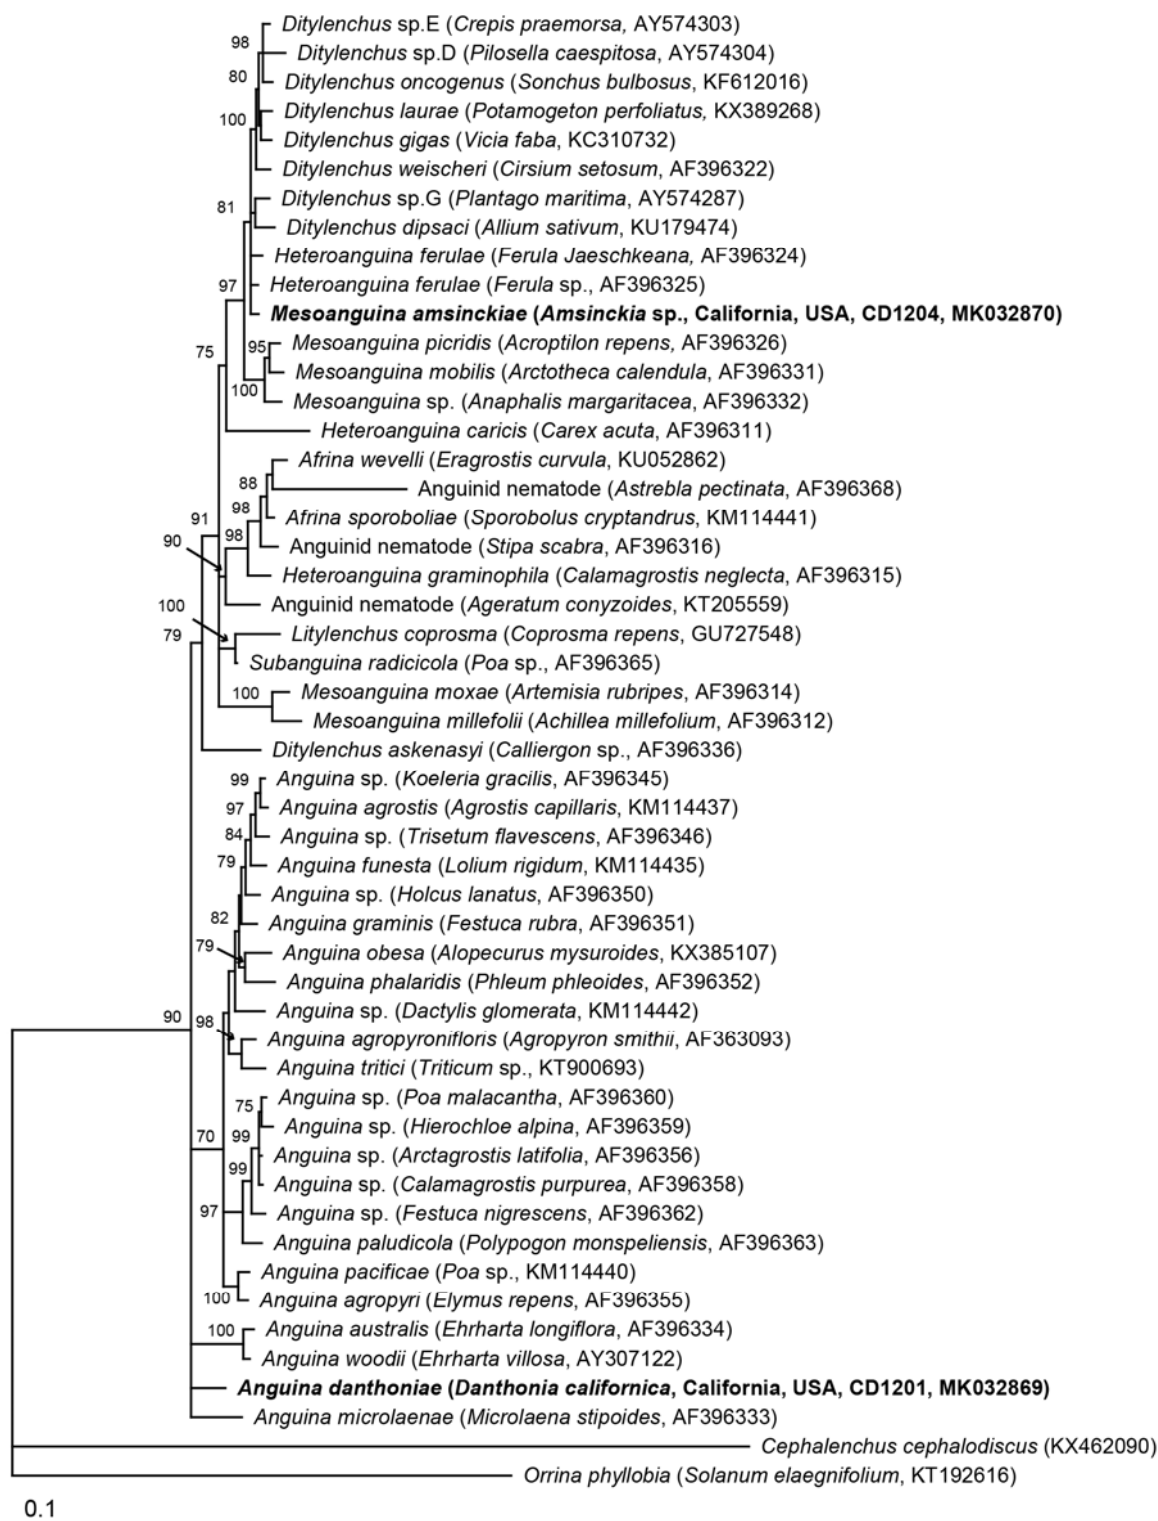 Ditylenchus sp.E (Crepis praemorsa, AY574303)
98
Ditylenchus sp.D (Pilosella caespitosa, AY574304)
80
Ditylenchus oncogenus (Sonchus bulbosus, KF612016)
Ditylenchus laurae (Potamogeton perfoliatus, KX389268)
100
Ditylenchus gigas (Vicia faba, KC310732)
Ditylenchus weischeri (Cirsium setosum, AF396322)
Ditylenchus sp.G (Plantago maritima, AY574287)
81
Ditylenchus dipsaci (Allium sativum, KU179474)
Heteroanguina ferulae (Ferula Jaeschkeana, AF396324)
97
Heteroanguina ferulae (Ferula sp., AF396325)
Mesoanguina amsinckiae (Amsinckia sp., California, USA, CD1204, MK032870)
75
95
Mesoanguina picridis (Acroptilon repens, AF396326)
Mesoanguina mobilis (Arctotheca calendula, AF396331)
100
Mesoanguina sp. (Anaphalis margaritacea, AF396332)
Heteroanguina caricis (Carex acuta, AF396311)
Afrina wevelli (Eragrostis curvula, KU052862)
88
Anguinid nematode (Astrebla pectinata, AF396368)
98
Afrina sporoboliae (Sporobolus cryptandrus, KM114441)
91
98
90
Anguinid nematode (Stipa scabra, AF396316)
Heteroanguina graminophila (Calamagrostis neglecta, AF396315)
Anguinid nematode (Ageratum conyzoides, KT205559)
100
79
Litylenchus coprosma (Coprosma repens, GU727548)
Subanguina radicicola (Poa sp., AF396365)
100
Mesoanguina moxae (Artemisia rubripes, AF396314)
Mesoanguina millefolii (Achillea millefolium, AF396312)
Ditylenchus askenasyi (Calliergon sp., AF396336)
99
Anguina sp. (Koeleria gracilis, AF396345)
97
Anguina agrostis (Agrostis capillaris, KM114437)
84
Anguina sp. (Trisetum flavescens, AF396346)
79
Anguina funesta (Lolium rigidum, KM114435)
Anguina sp. (Holcus lanatus, AF396350)
82
Anguina graminis (Festuca rubra, AF396351)
79
Anguina obesa (Alopecurus mysuroides, KX385107)
Anguina phalaridis (Phleum phleoides, AF396352)
Anguina sp. (Dactylis glomerata, KM114442)
90
98
Anguina agropyronifloris (Agropyron smithii, AF363093)
Anguina tritici (Triticum sp., KT900693)
Anguina sp. (Poa malacantha, AF396360)
75
Anguina sp. (Hierochloe alpina, AF396359)
70
99
Anguina sp. (Arctagrostis latifolia, AF396356)
99
Anguina sp. (Calamagrostis purpurea, AF396358)
97
Anguina sp. (Festuca nigrescens, AF396362)
Anguina paludicola (Polypogon monspeliensis, AF396363)
Anguina pacificae (Poa sp., KM114440)
100
Anguina agropyri (Elymus repens, AF396355)
100
Anguina australis (Ehrharta longiflora, AF396334)
Anguina woodii (Ehrharta villosa, AY307122)
Anguina danthoniae (Danthonia californica, California, USA, CD1201, MK032869)
Anguina microlaenae (Microlaena stipoides, AF396333)
Cephalenchus cephalodiscus (KX462090)
Orrina phyllobia (Solanum elaegnifolium, KT192616)
0.1